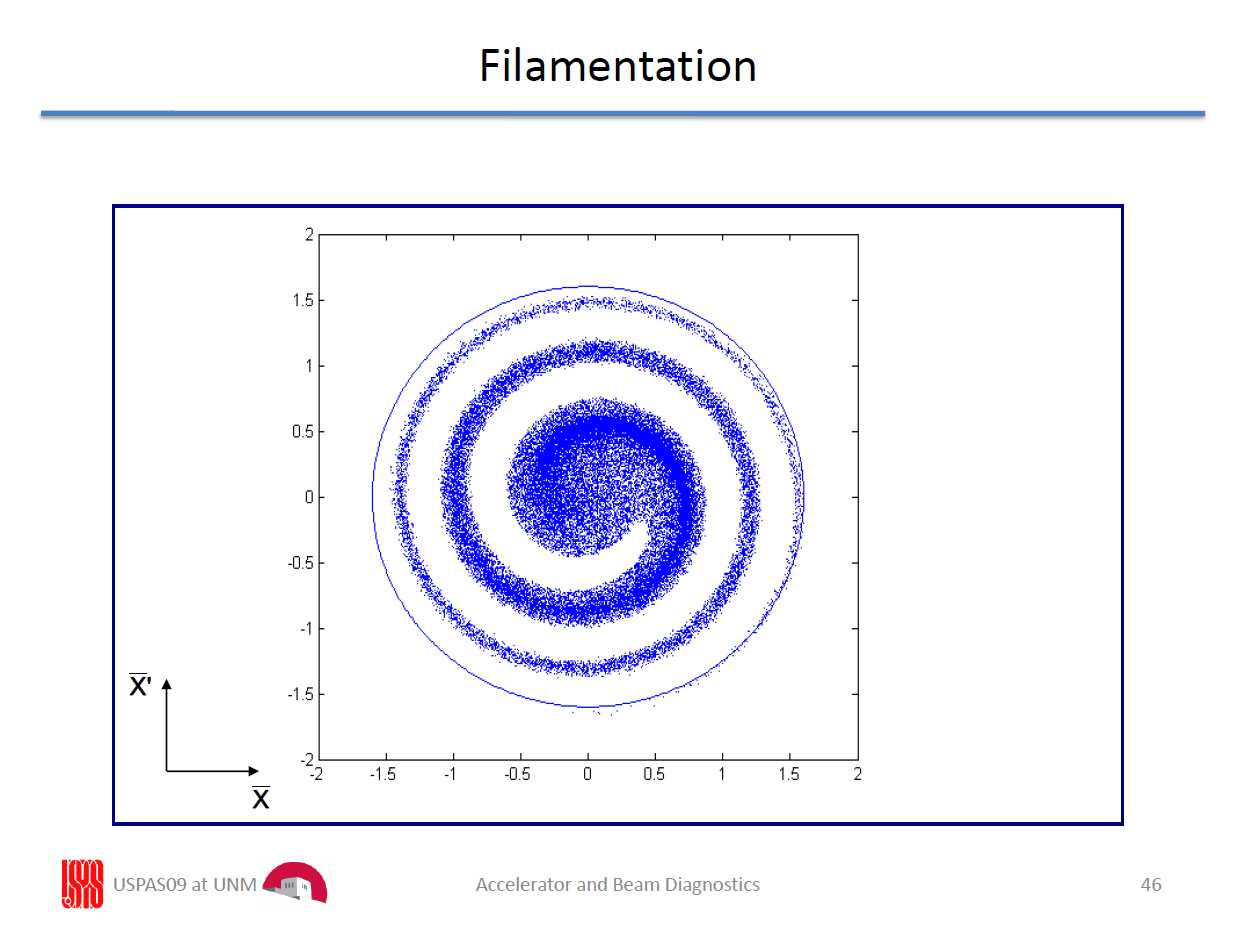 Filamentation
2
1.5
1
0.5
0
-0.5
-1
-1.5
-2
-2 -1.5 -1 -0.5 0 0.5 1 1.5 2
X̅'
X̅
USPAS09 at UNM Accelerator and Beam Diagnostics 46